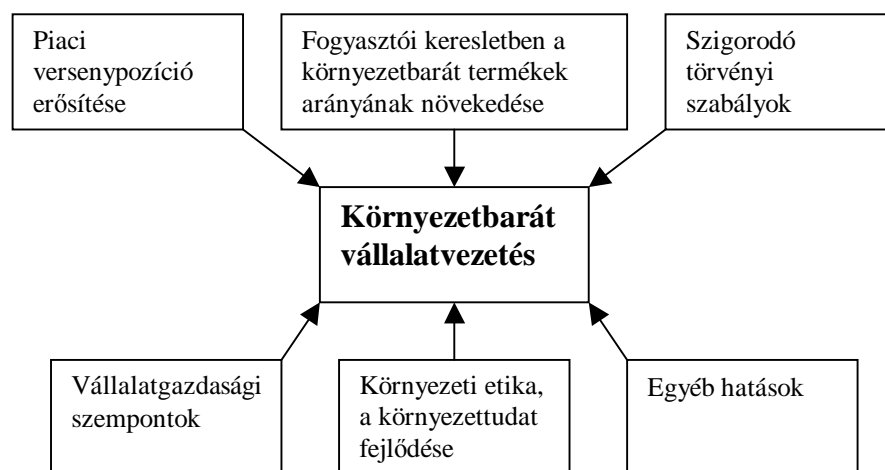 Piaci
versenypozíció
erősítése
Fogyasztói keresletben a
környezetbarát termékek
arányának növekedése
Szigorodó
törvényi
szabályok
Környezetbarát
vállalatvezetés
Vállalatgazdasági
szempontok
Környezeti etika,
a környezettudat
fejlődése
Egyéb hatások